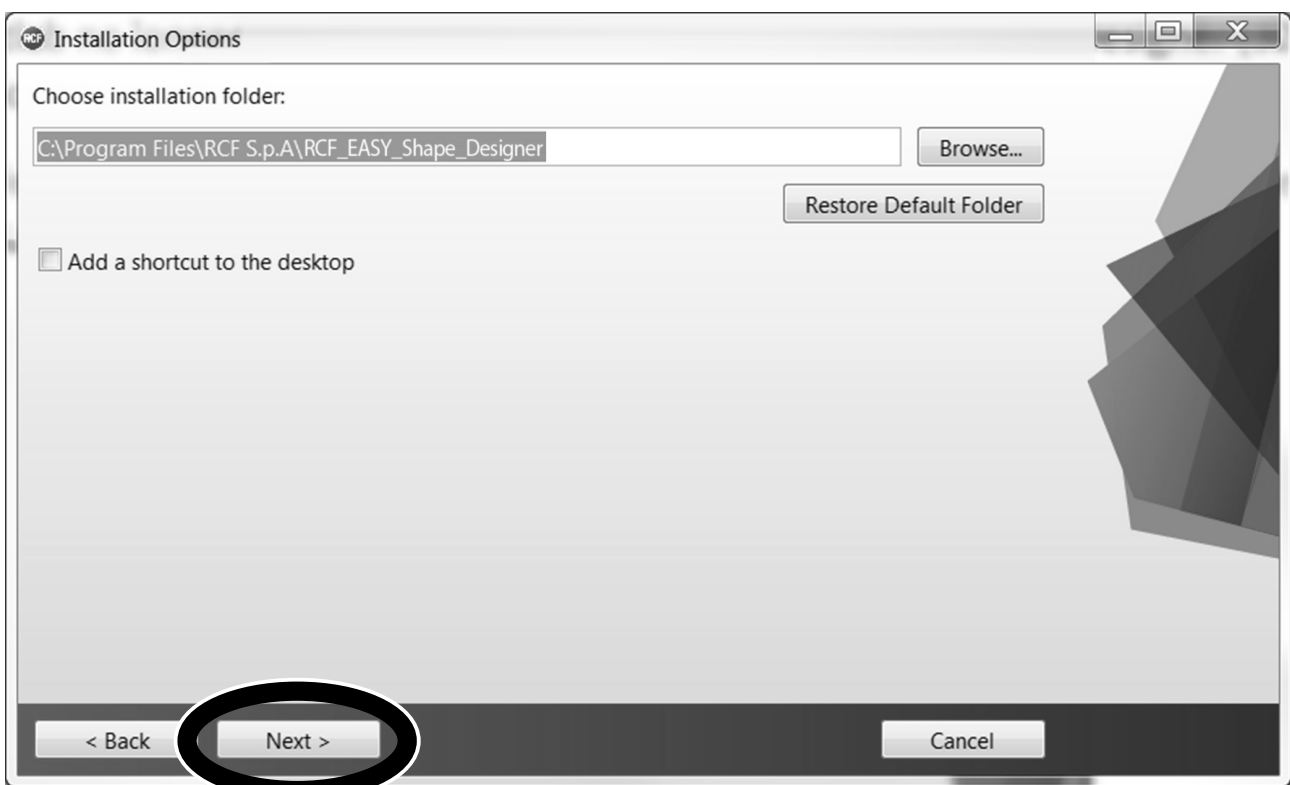 RCF Installation Options
Choose installation folder:
C:\Program Files\RCF S.p.A\RCF_EASY_Shape_Designer
Browse...
Restore Default Folder
Add a shortcut to the desktop
< Back
Next >
Cancel